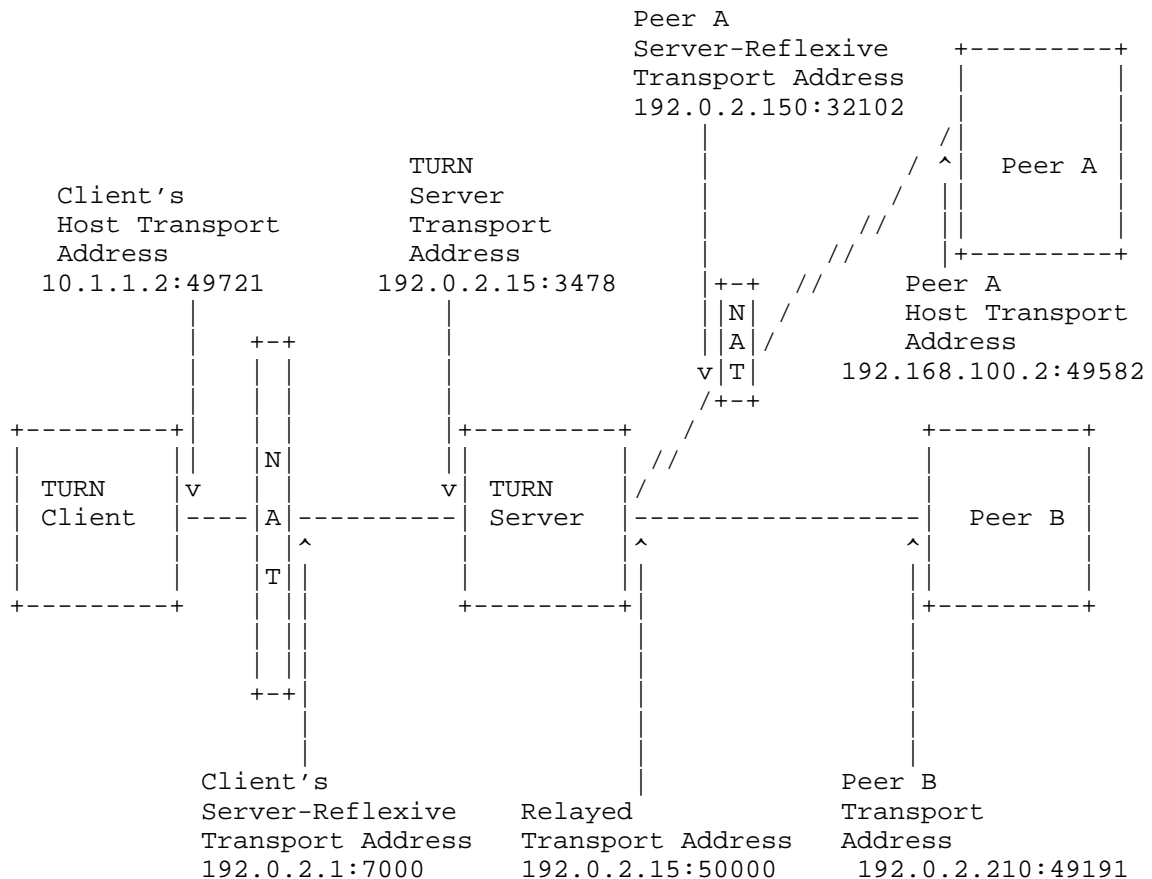 Peer A
Server-Reflexive
Transport Address
192.0.2.150:32102
Peer A
TURN
Server
Transport
Address
192.0.2.15:3478
Client's
Host Transport
Address
10.1.1.2:49721
Peer A
Host Transport
Address
192.168.100.2:49582
NAT
NAT
TURN
Client
TURN
Server
Peer B
Client's
Server-Reflexive
Transport Address
192.0.2.1:7000
Relayed
Transport Address
192.0.2.15:50000
Peer B
Transport
Address
192.0.2.210:49191